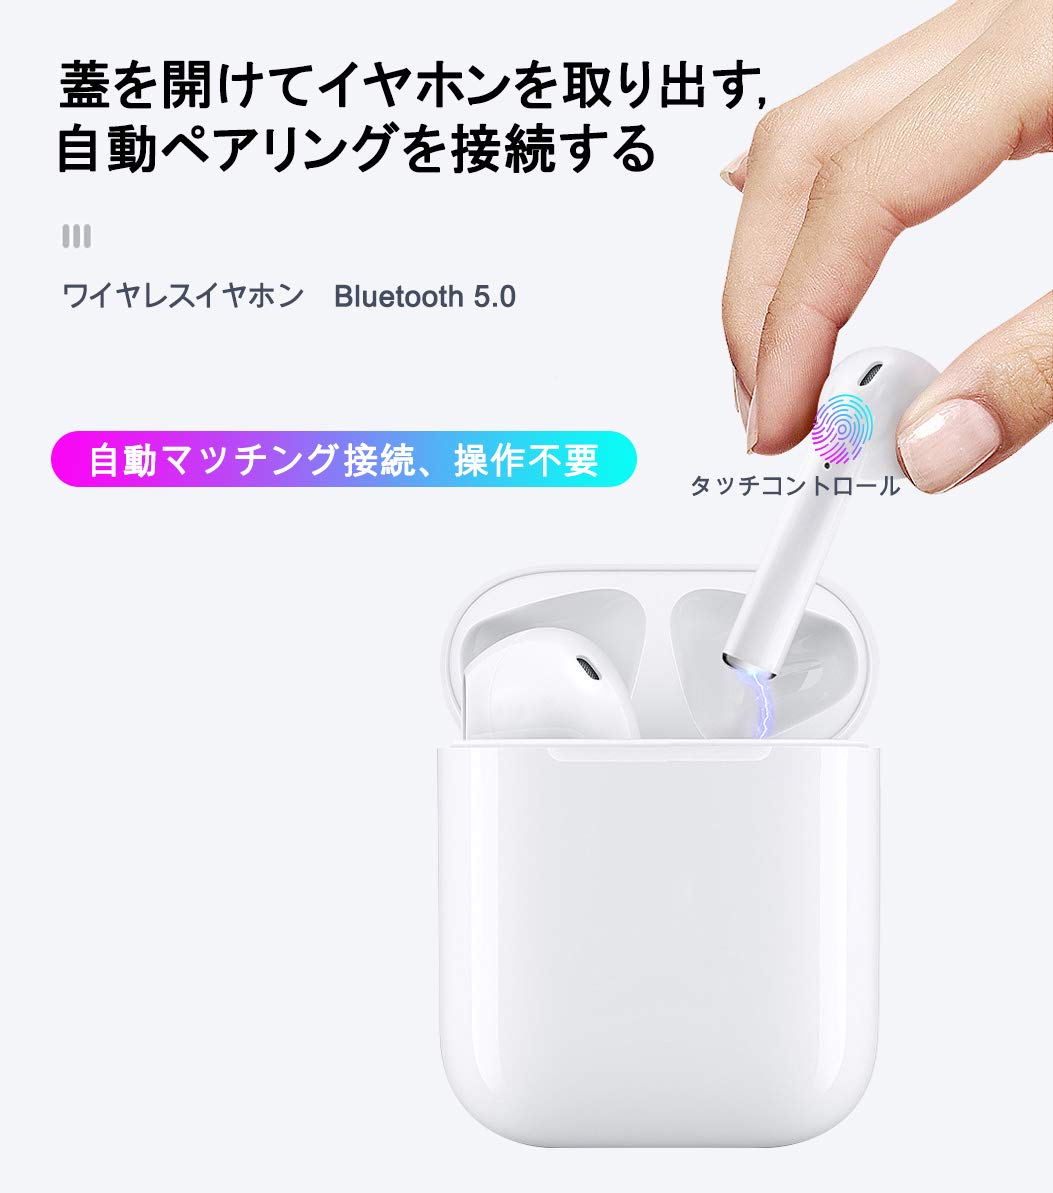 蓋を開けてイヤホンを取り出す,
自動ペアリングを接続する
ワイヤレスイヤホン　Bluetooth 5.0
自動マッチング接続、操作不要
タッチコントロール